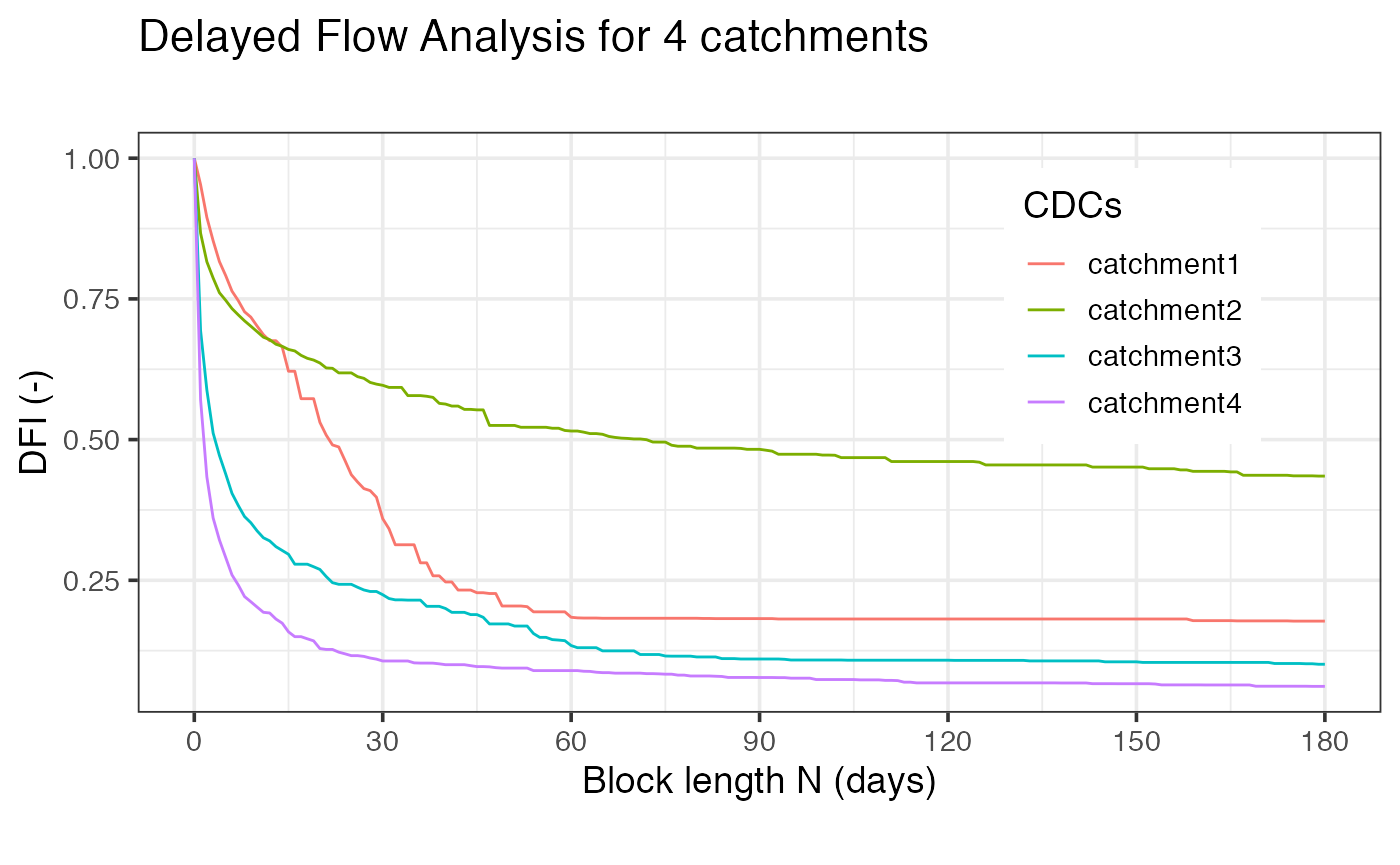 Delayed Flow Analysis for 4 catchments
1.00
0.75
0.50
0.25
DFI (-)
CDCs
catchment1
catchment2
catchment3
catchment4
0 30 60 90 120 150 180
Block length N (days)